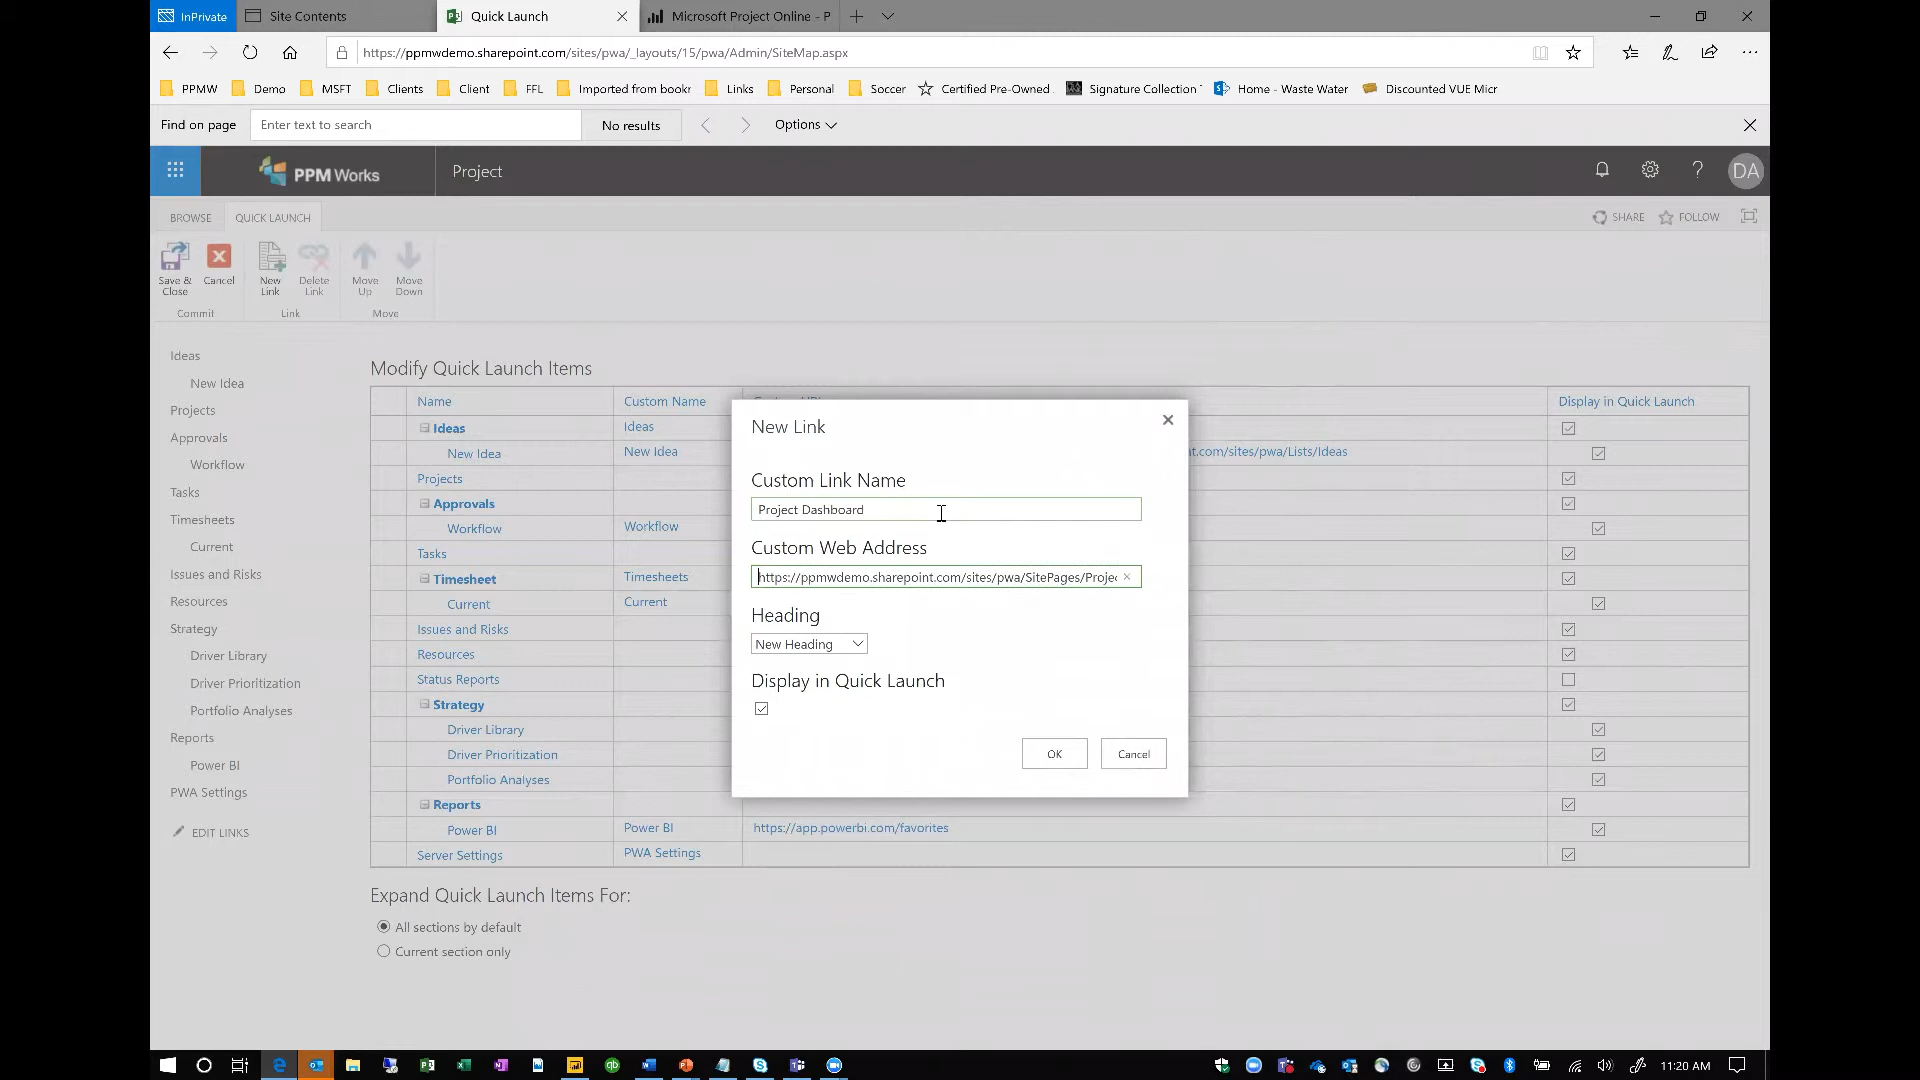 InPrivate
Site Contents
Quick Launch
Microsoft Project Online - P
https://ppmwdemo.sharepoint.com/sites/pwa/_layouts/15/pwa/Admin/SiteMap.aspx
PPMW Demo MSFT Clients Client FFL Imported from bookr Links Personal Soccer Certified Pre-Owned Signature Collection Home - Waste Water Discounted VUE Micr
Find on page Enter text to search No results Options
PPM Works Project ? DA
BROWSE QUICK LAUNCH SHARE FOLLOW
Save & Close
Cancel
New Link
Delete Link
Move Up
Move Down
Commit Link Move
Ideas
New Idea
Projects
Approvals
Workflow
Tasks
Timesheets
Current
Issues and Risks
Resources
Strategy
Driver Library
Driver Prioritization
Portfolio Analyses
Reports
Power BI
PWA Settings
EDIT LINKS
Modify Quick Launch Items
Name Custom Name Display in Quick Launch
Ideas Ideas
New Idea New Idea t.com/sites/pwa/Lists/Ideas
Projects
Approvals
Workflow Workflow
Tasks
Timesheet Timesheets
Current Current
Issues and Risks
Resources
Status Reports
Strategy
Driver Library
Driver Prioritization
Portfolio Analyses
Reports
Power BI Power BI https://app.powerbi.com/favorites
Server Settings PWA Settings
Expand Quick Launch Items For:
All sections by default
Current section only
New Link
Custom Link Name
Project Dashboard
Custom Web Address
https://ppmwdemo.sharepoint.com/sites/pwa/SitePages/Projec
Heading
New Heading
Display in Quick Launch
OK Cancel
11:20 AM